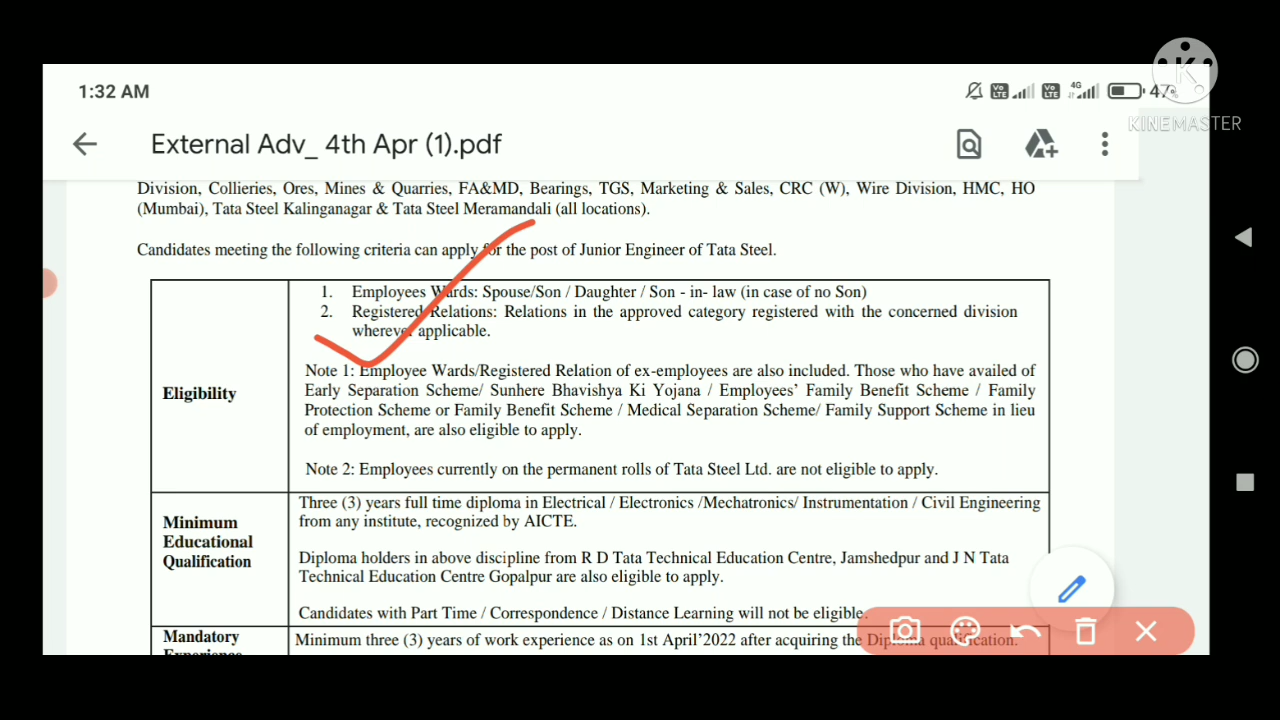 1:32 AM
Vo LTE
Vo LTE
4G
47%
KINEMASTER
External Adv_ 4th Apr (1).pdf
Division, Collieries, Ores, Mines & Quarries, FA&MD, Bearings, TGS, Marketing & Sales, CRC (W), Wire Division, HMC, HO
(Mumbai), Tata Steel Kalinganagar & Tata Steel Meramandali (all locations).
Candidates meeting the following criteria can apply for the post of Junior Engineer of Tata Steel.
Eligibility
1. Employees Wards: Spouse/Son / Daughter / Son - in- law (in case of no Son)
2. Registered Relations: Relations in the approved category registered with the concerned division
wherever applicable.
Note 1: Employee Wards/Registered Relation of ex-employees are also included. Those who have availed of
Early Separation Scheme/ Sunhere Bhavishya Ki Yojana / Employees' Family Benefit Scheme / Family
Protection Scheme or Family Benefit Scheme / Medical Separation Scheme/ Family Support Scheme in lieu
of employment, are also eligible to apply.
Note 2: Employees currently on the permanent rolls of Tata Steel Ltd. are not eligible to apply.
Minimum
Educational
Qualification
Three (3) years full time diploma in Electrical / Electronics /Mechatronics/ Instrumentation / Civil Engineering
from any institute, recognized by AICTE.
Diploma holders in above discipline from R D Tata Technical Education Centre, Jamshedpur and J N Tata
Technical Education Centre Gopalpur are also eligible to apply.
Candidates with Part Time / Correspondence / Distance Learning will not be eligible.
Mandatory
Experience
Minimum three (3) years of work experience as on 1st April'2022 after acquiring the Diploma qualification.